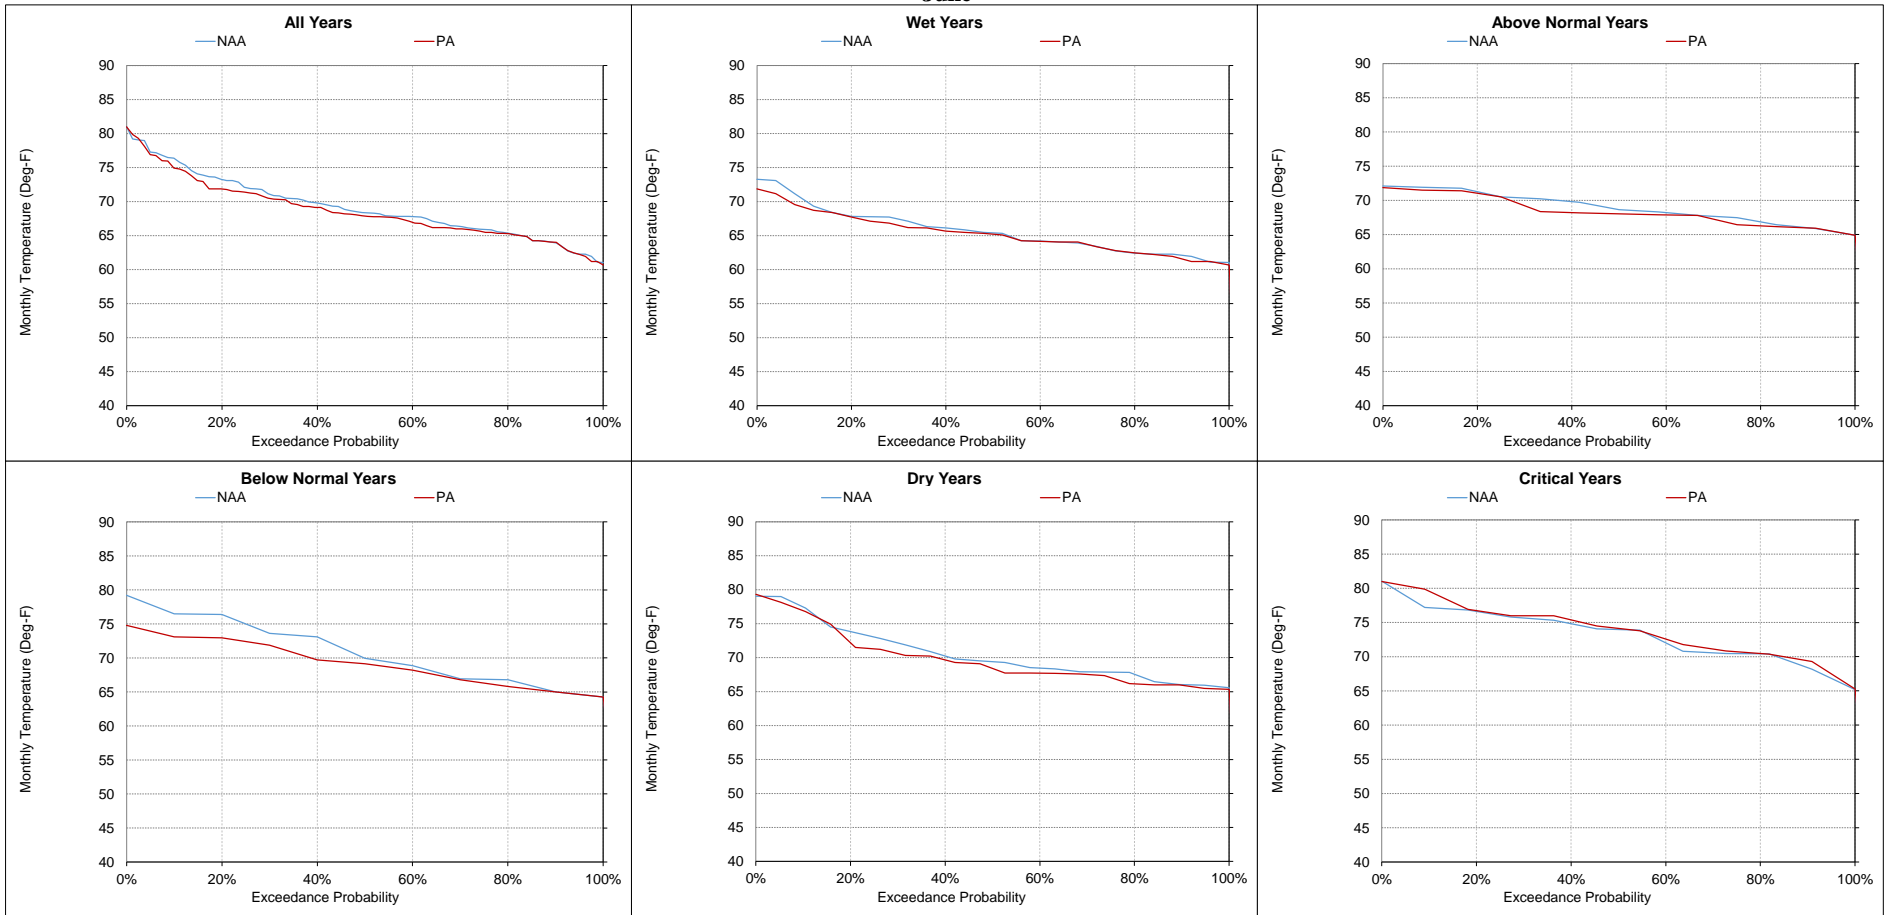 All Years
NAA PA
90
85
80
75
70
65
60
55
50
45
40
0% 20% 40% 60% 80% 100%
Monthly Temperature (Deg-F)
Exceedance Probability
Wet Years
NAA PA
90
85
80
75
70
65
60
55
50
45
40
0% 20% 40% 60% 80% 100%
Monthly Temperature (Deg-F)
Exceedance Probability
Above Normal Years
NAA PA
90
85
80
75
70
65
60
55
50
45
40
0% 20% 40% 60% 80% 100%
Monthly Temperature (Deg-F)
Exceedance Probability
Below Normal Years
NAA PA
90
85
80
75
70
65
60
55
50
45
40
0% 20% 40% 60% 80% 100%
Monthly Temperature (Deg-F)
Exceedance Probability
Dry Years
NAA PA
90
85
80
75
70
65
60
55
50
45
40
0% 20% 40% 60% 80% 100%
Monthly Temperature (Deg-F)
Exceedance Probability
Critical Years
NAA PA
90
85
80
75
70
65
60
55
50
45
40
0% 20% 40% 60% 80% 100%
Monthly Temperature (Deg-F)
Exceedance Probability